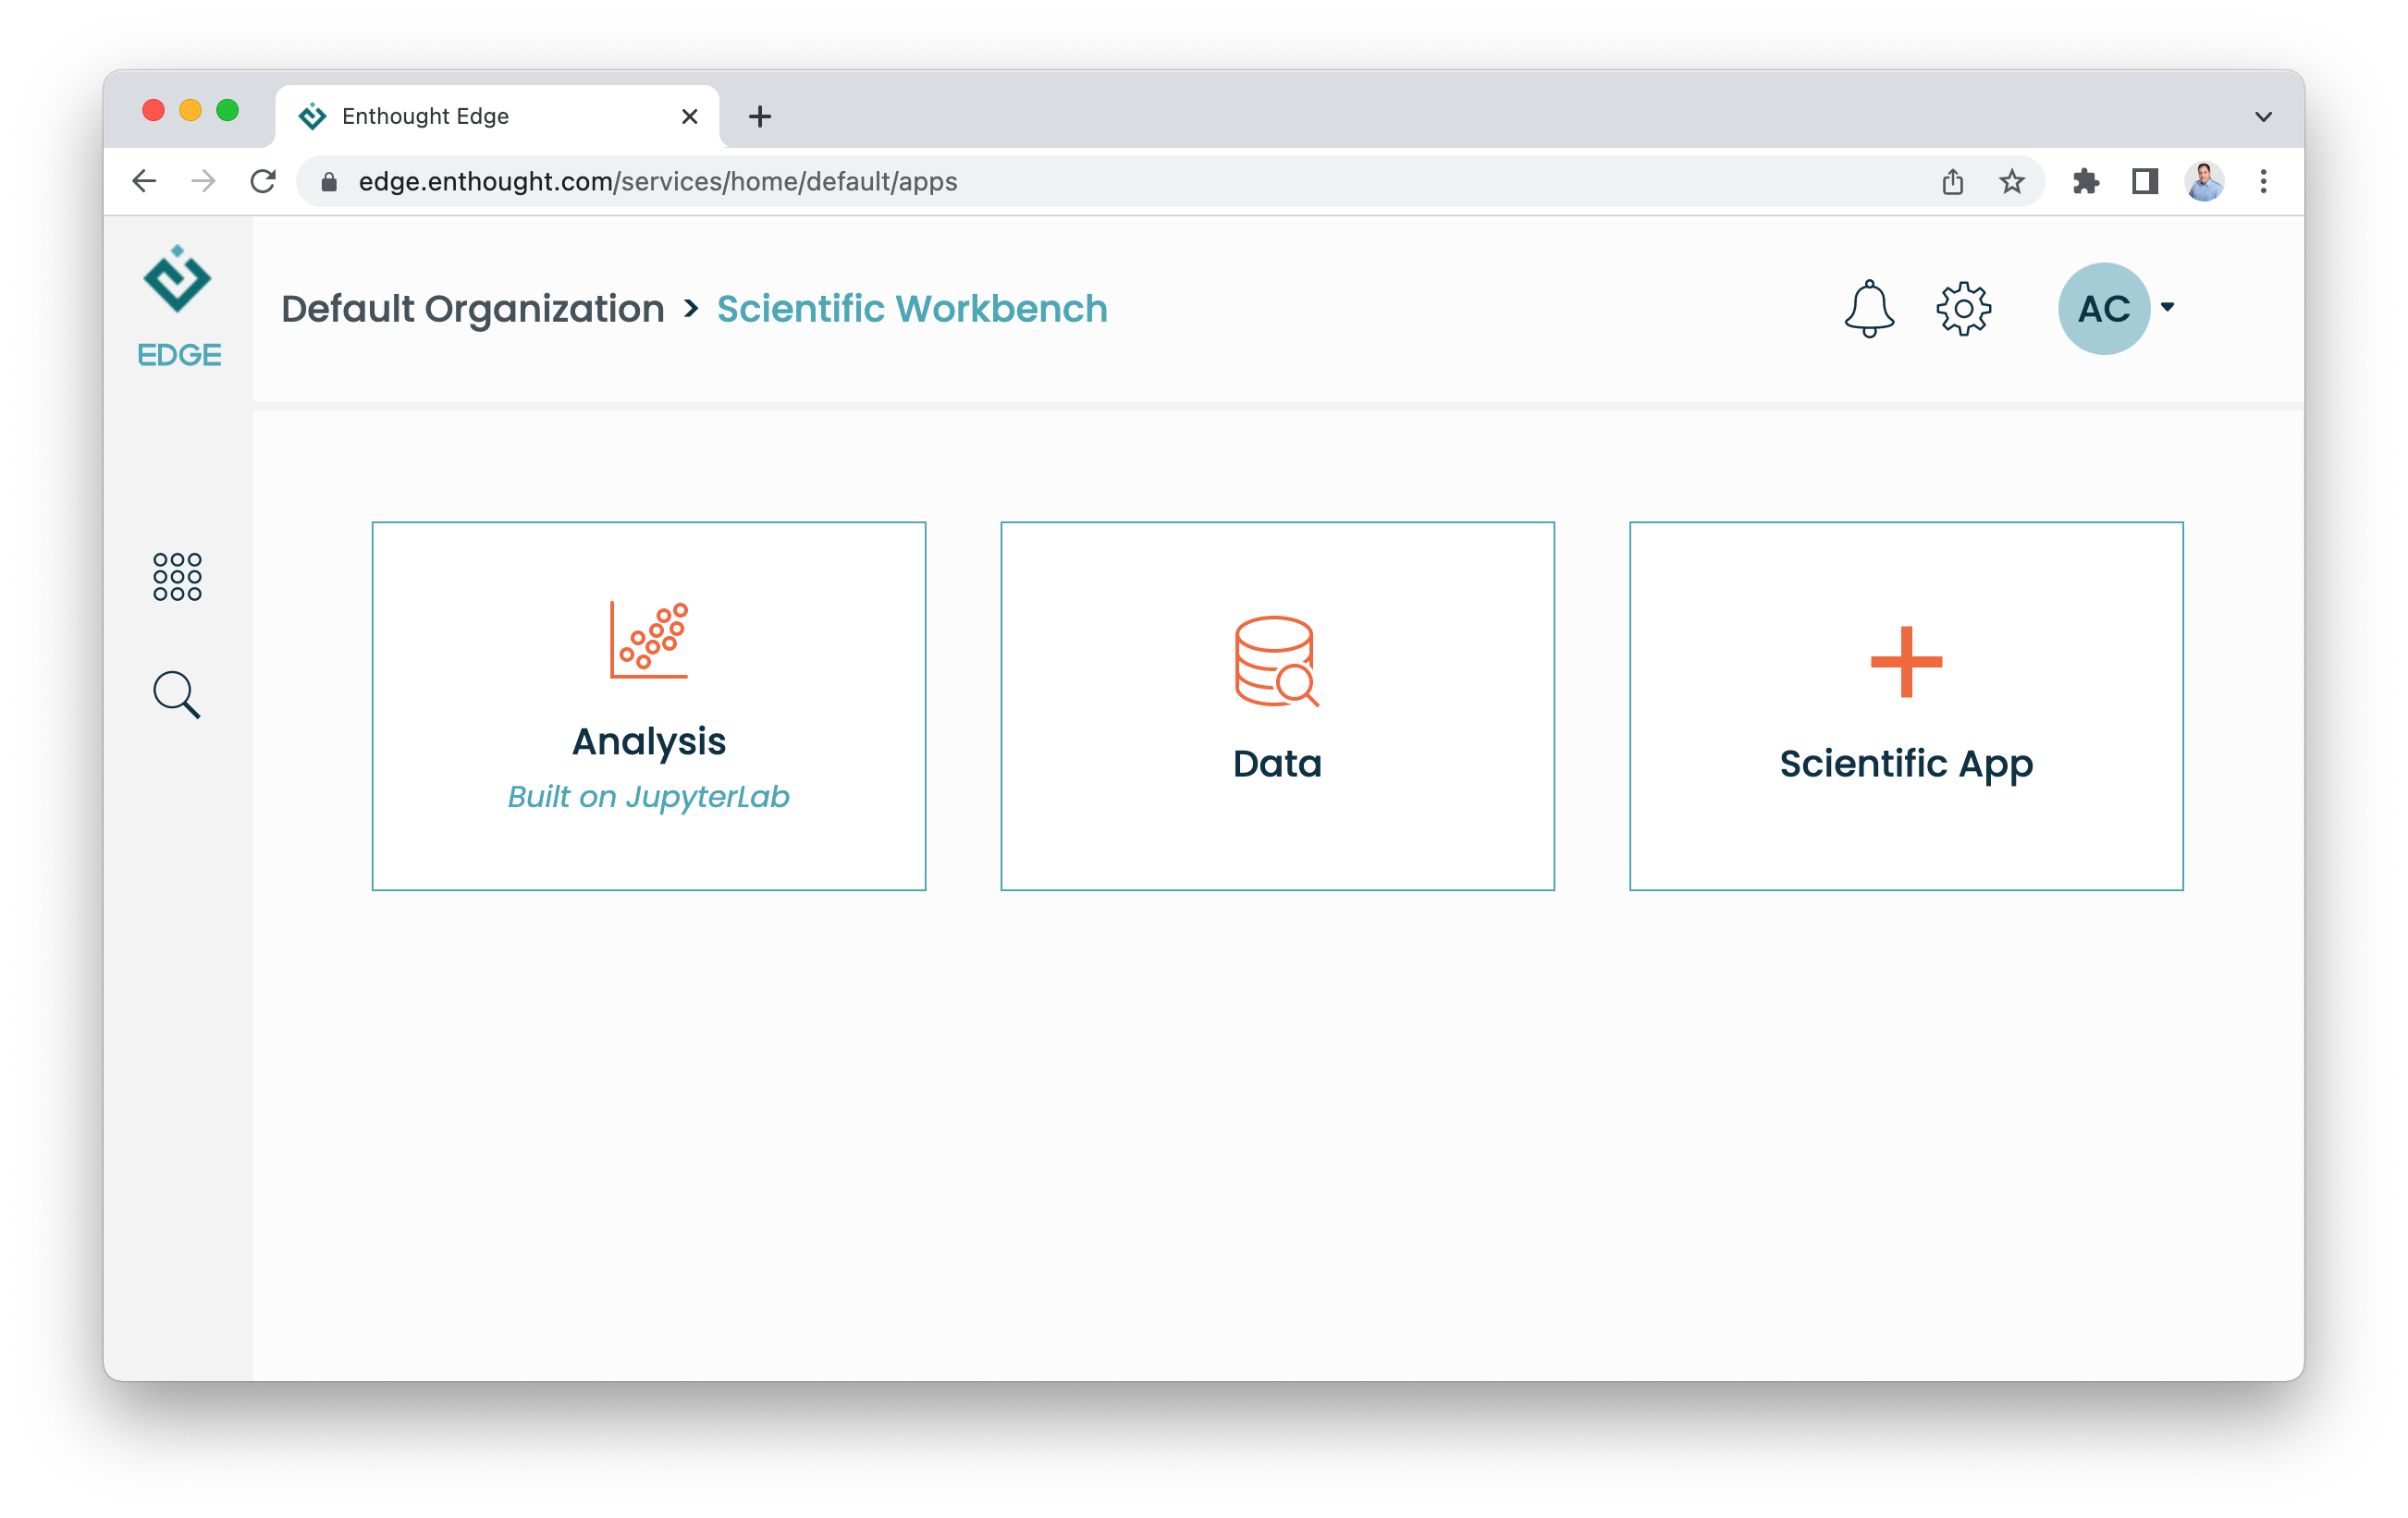 Enthought Edge
edge.enthought.com/services/home/default/apps
EDGE
Default Organization > Scientific Workbench
AC
Analysis
Built on JupyterLab
Data
Scientific App